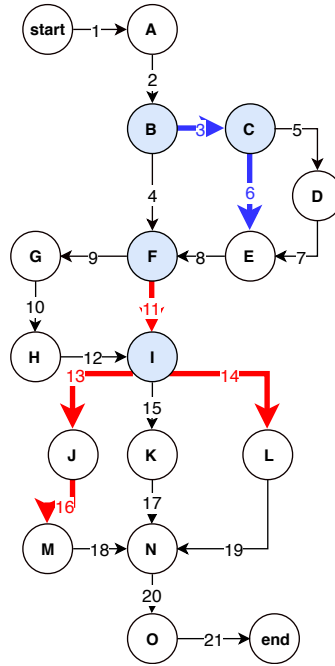 start 1 A
2
B 3 C 5
4 6 D
G 9 F 8 E 7
10 11
H 12 I
13 15 14
J K L
16 17
M 18 N 19
20
O 21 end